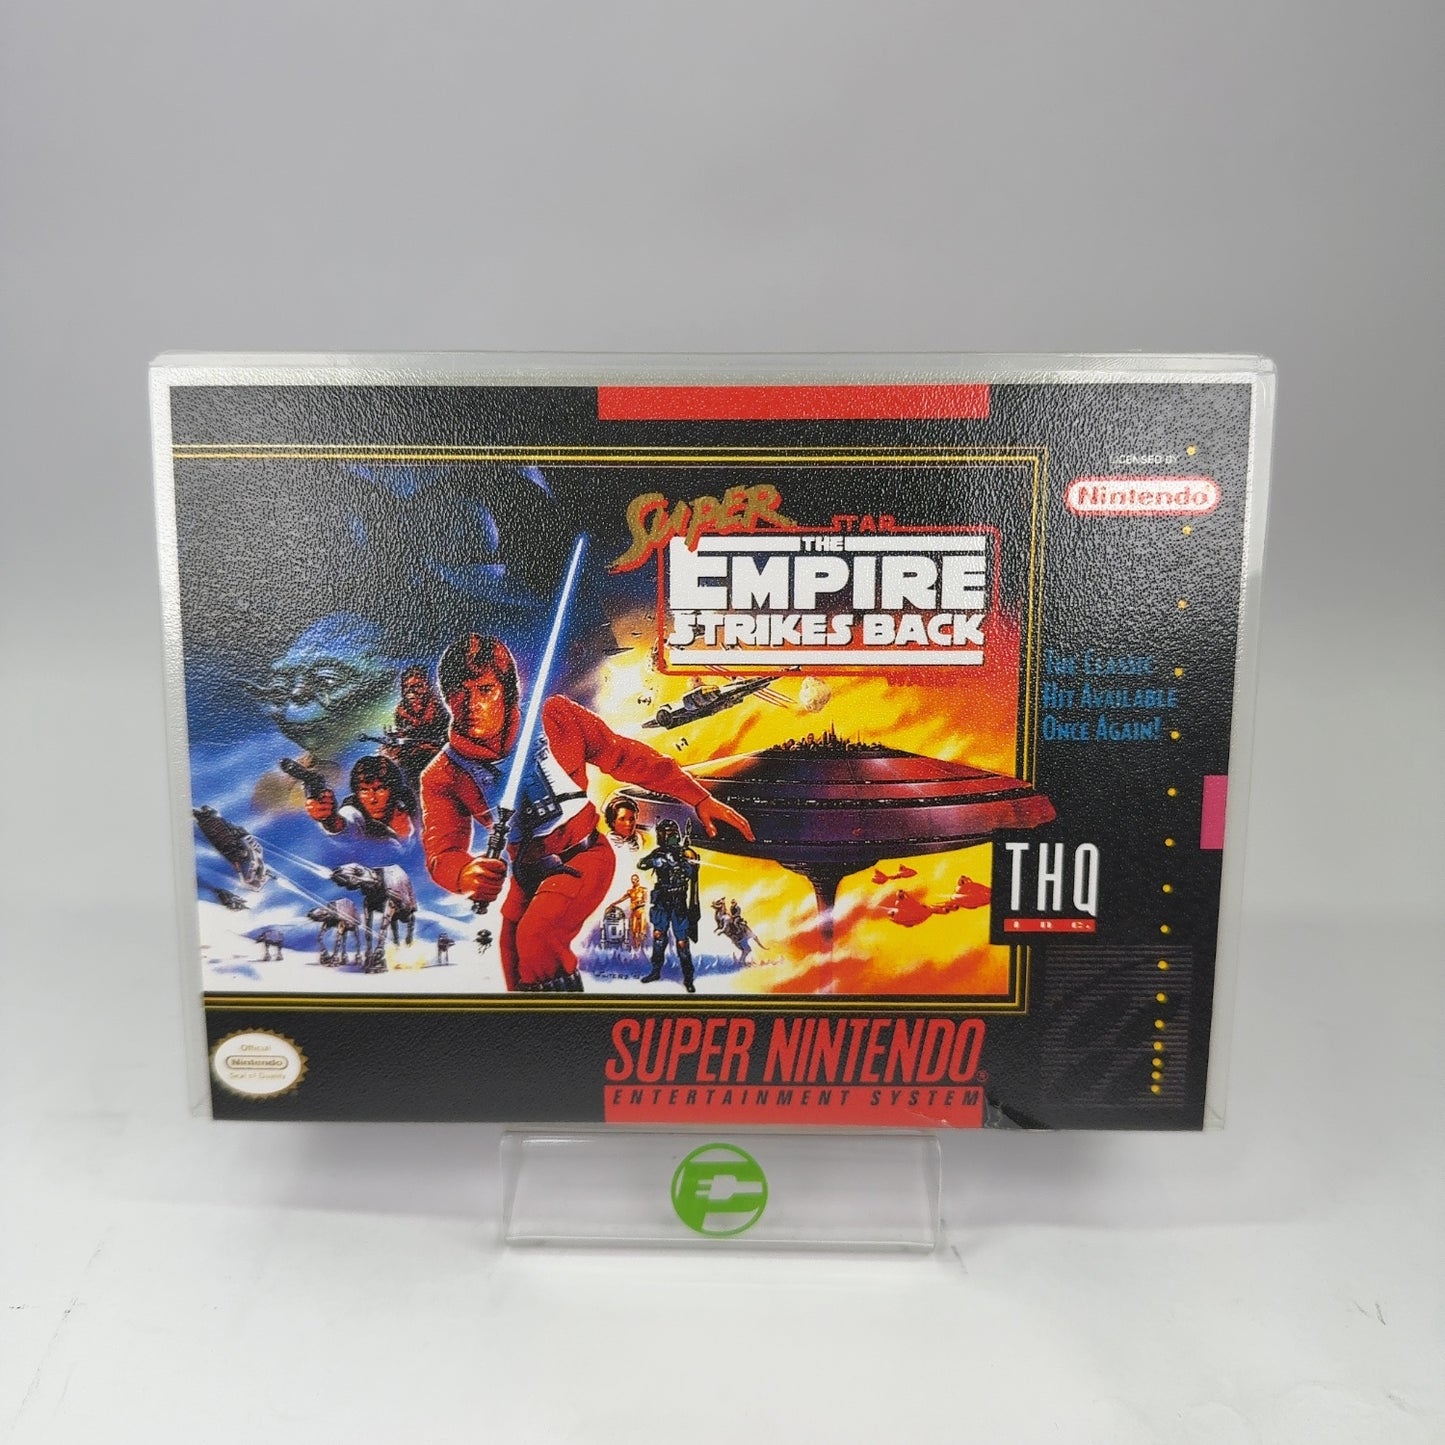 LICENSED BY
Nintendo
SUPER STAR
THE
EMPIRE
STRIKES BACK
WARS
THE CLASSIC
HIT AVAILABLE
ONCE AGAIN!
THQ
INC.
Official
Nintendo
Seal of Quality
SUPER NINTENDO®
ENTERTAINMENT SYSTEM